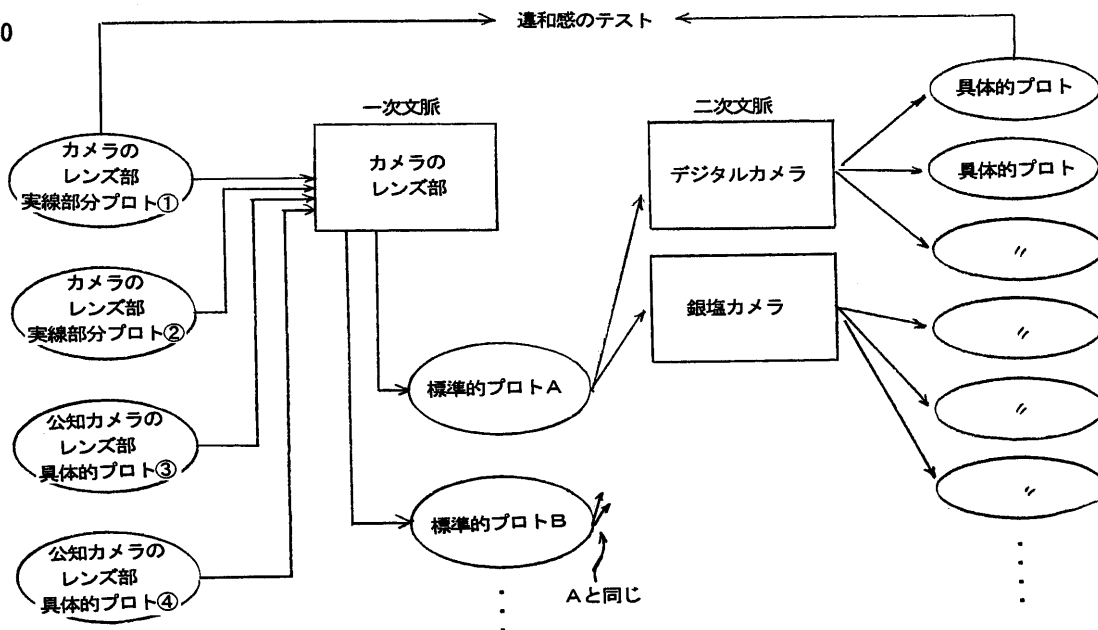 0
違和感のテスト
一次文脈
二次文脈
カメラの
レンズ部
実線部分プロト①
カメラの
レンズ部
実線部分プロト②
公知カメラの
レンズ部
具体的プロト③
公知カメラの
レンズ部
具体的プロト④
カメラの
レンズ部
標準的プロトA
標準的プロトB
Aと同じ
デジタルカメラ
銀塩カメラ
具体的プロト
具体的プロト
〃
〃
〃
〃